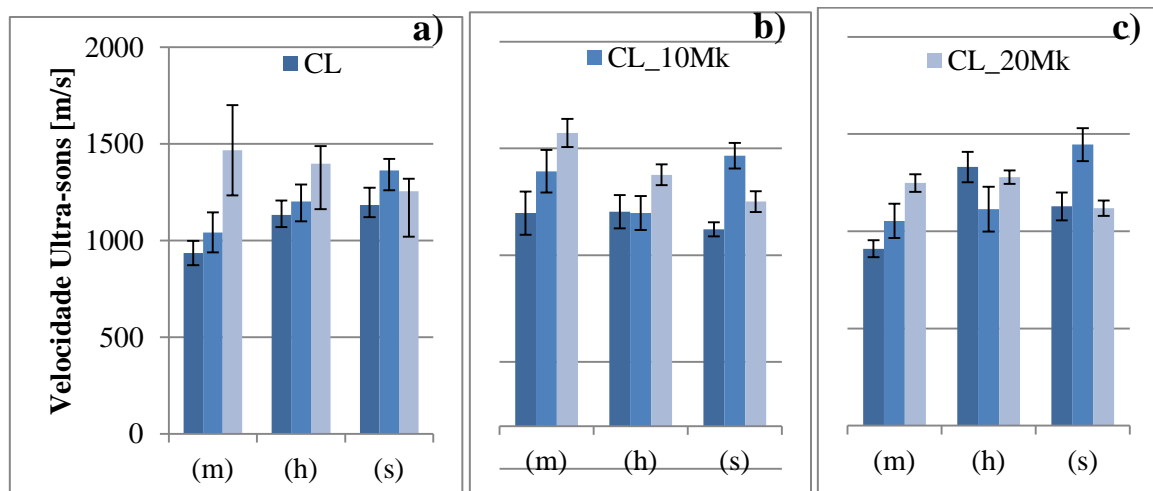 a)
CL
Velocidade Ultra-sons [m/s]
2000
1500
1000
500
0
(m) (h) (s)
b)
CL_10Mk
(m) (h) (s)
c)
CL_20Mk
(m) (h) (s)